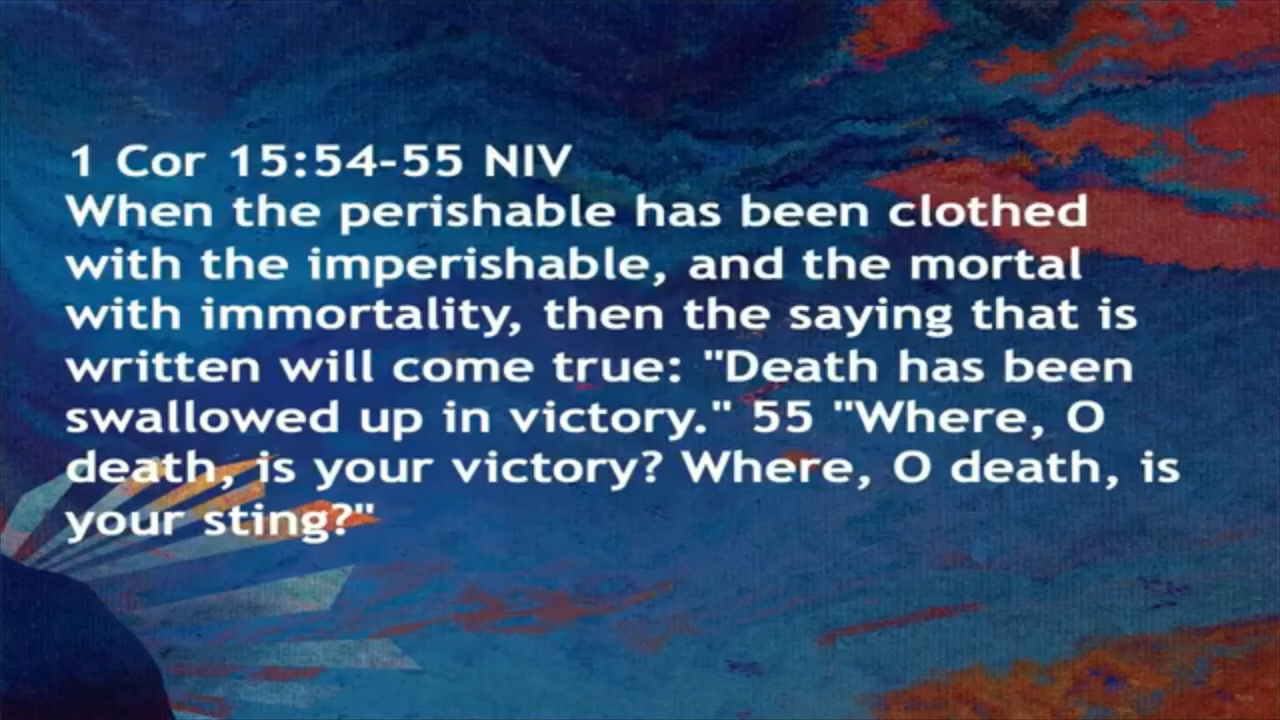 1 Cor 15:54-55 NIV
When the perishable has been clothed
with the imperishable, and the mortal
with immortality, then the saying that is
written will come true: "Death has been
swallowed up in victory." 55 "Where, O
death, is your victory? Where, O death, is
your sting?"